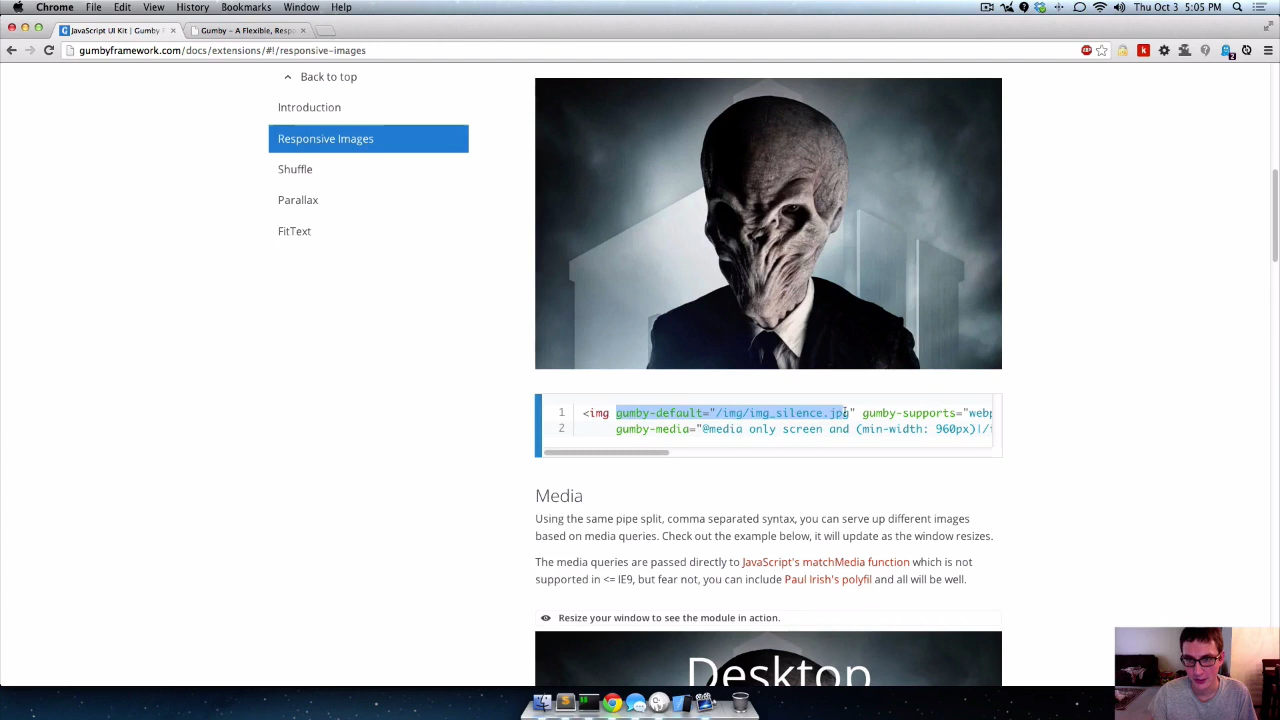 Chrome File Edit View History Bookmarks Window Help Thu Oct 3 5:05 PM
JavaScript UI Kit | Gumby
Gumby – A Flexible, Respo
gumbyframework.com/docs/extensions/#!/responsive-images
Back to top
Introduction
Responsive Images
Shuffle
Parallax
FitText
1 <img gumby-default="/img/img_silence.jpg" gumby-supports="webp
2 gumby-media="@media only screen and (min-width: 960px)|/
Media
Using the same pipe split, comma separated syntax, you can serve up different images
based on media queries. Check out the example below, it will update as the window resizes.
The media queries are passed directly to JavaScript's matchMedia function which is not
supported in <= IE9, but fear not, you can include Paul Irish's polyfil and all will be well.
Resize your window to see the module in action.
Desktop